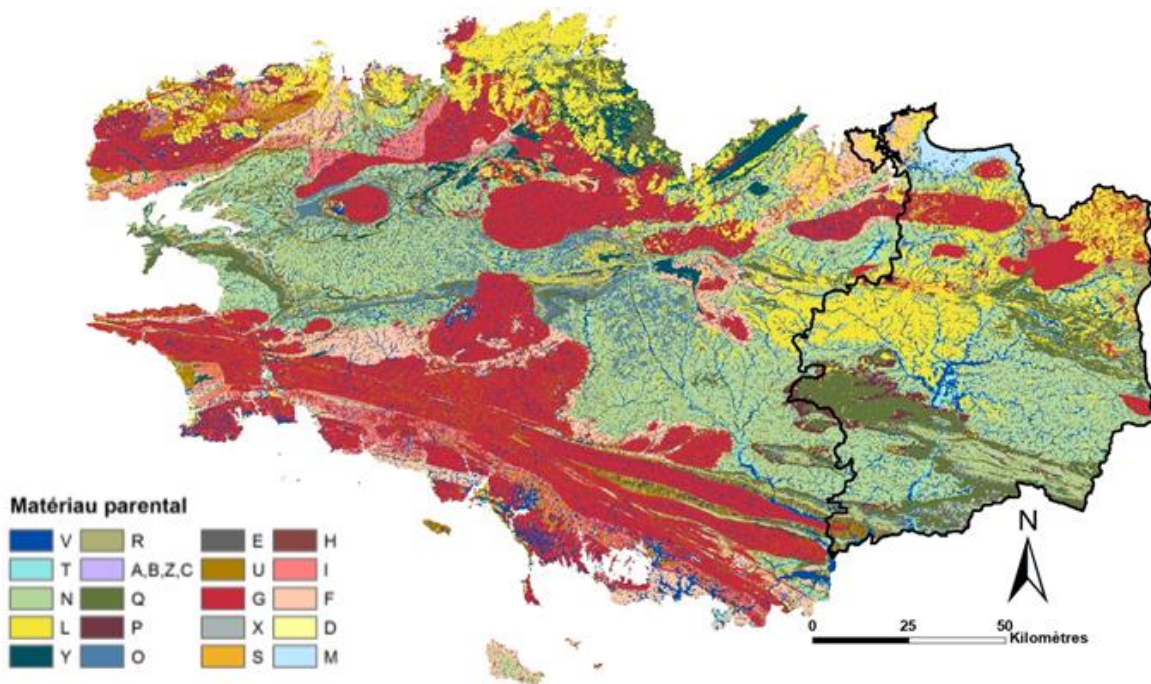 Matériau parental
V R E H
T A,B,Z,C U I
N Q G F
L P X D
Y O S M
N
0 25 50
Kilomètres